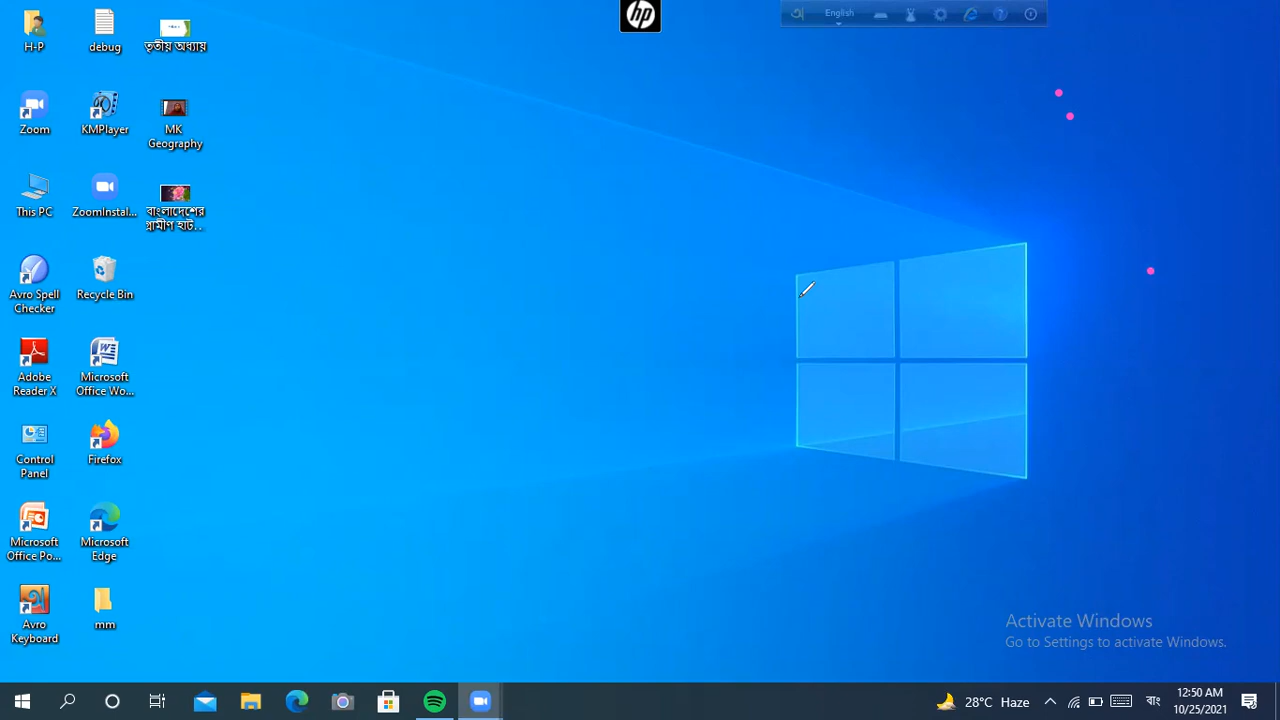 hp
English
H-P
debug
তৃতীয় অধ্যায়
Zoom
KMPlayer
MK
Geography
This PC
ZoomInstal...
বাংলাদেশের
গ্রামীণ হাট...
Avro Spell
Checker
Recycle Bin
Adobe
Reader X
Microsoft
Office Wo...
Control
Panel
Firefox
Microsoft
Office Po...
Microsoft
Edge
Avro
Keyboard
mm
Activate Windows
Go to Settings to activate Windows.
28°C Haze
বাং
12:50 AM
10/25/2021